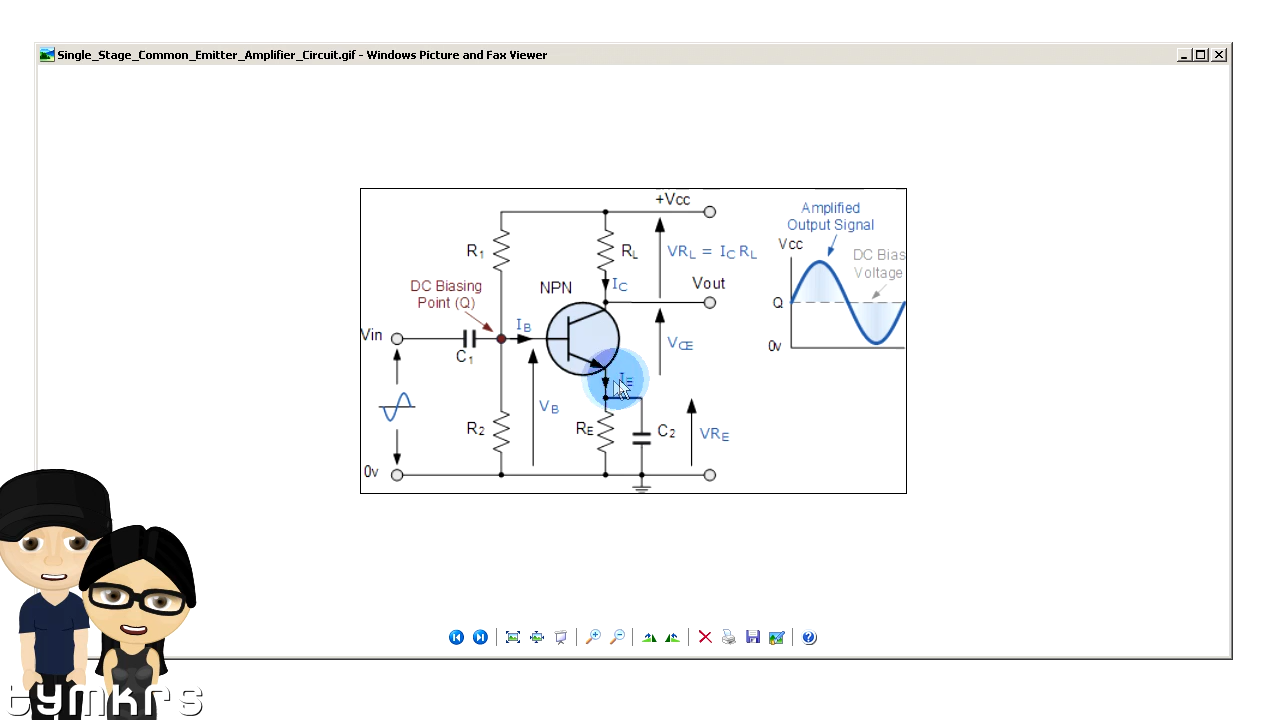 Single_Stage_Common_Emitter_Amplifier_Circuit.gif - Windows Picture and Fax Viewer
+Vcc
Amplified
Output Signal
R1
RL
VRL = IC RL
Vcc
DC Bias
Voltage
DC Biasing
Point (Q)
NPN
IC
Vout
Q
Vin
IB
C1
VCE
0v
IE
VB
R2
RE
C2
VRE
0v
tymkrs